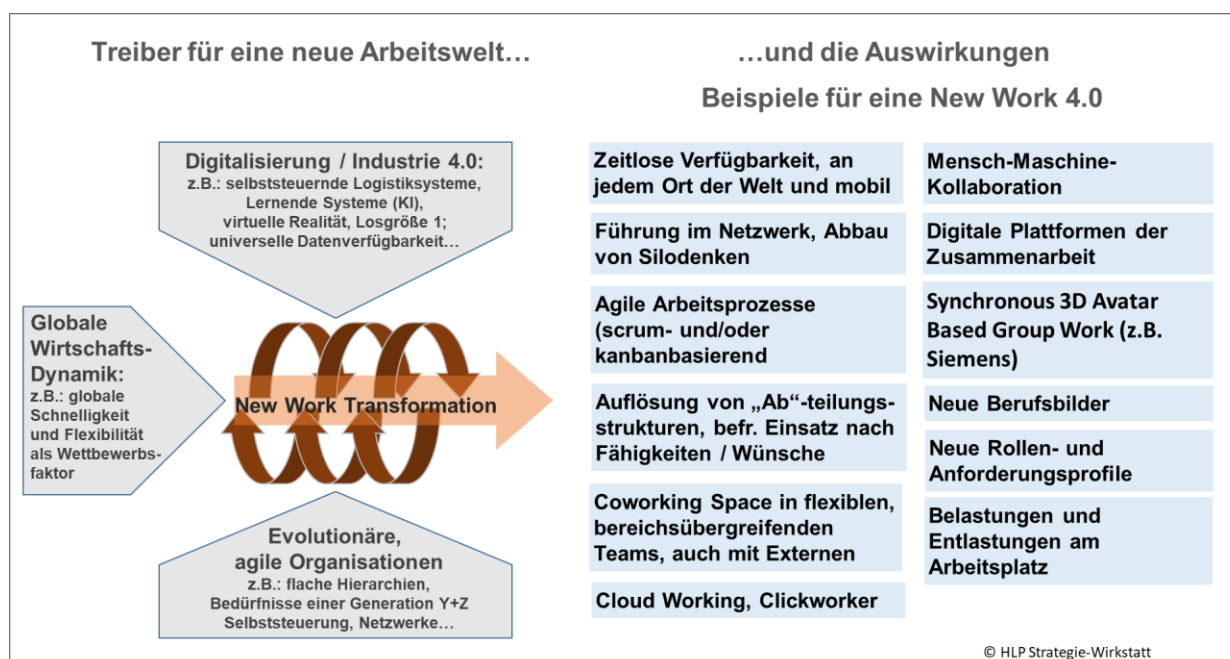 Treiber für eine neue Arbeitswelt…
…und die Auswirkungen
Beispiele für eine New Work 4.0
Digitalisierung / Industrie 4.0:
z.B.: selbststeuernde Logistiksysteme,
Lernende Systeme (KI),
virtuelle Realität, Losgröße 1;
universelle Datenverfügbarkeit…
Globale
Wirtschafts-
Dynamik:
z.B.: globale
Schnelligkeit
und Flexibilität
als Wettbewerbs-
faktor
New Work Transformation
Evolutionäre,
agile Organisationen
z.B.: flache Hierarchien,
Bedürfnisse einer Generation Y+Z
Selbststeuerung, Netzwerke…
Zeitlose Verfügbarkeit, an
jedem Ort der Welt und mobil
Führung im Netzwerk, Abbau
von Silodenken
Agile Arbeitsprozesse
(scrum- und/oder
kanbanbasierend
Auflösung von „Ab“-teilungs-
strukturen, befr. Einsatz nach
Fähigkeiten / Wünsche
Coworking Space in flexiblen,
bereichsübergreifenden
Teams, auch mit Externen
Cloud Working, Clickworker
Mensch-Maschine-
Kollaboration
Digitale Plattformen der
Zusammenarbeit
Synchronous 3D Avatar
Based Group Work (z.B.
Siemens)
Neue Berufsbilder
Neue Rollen- und
Anforderungsprofile
Belastungen und
Entlastungen am
Arbeitsplatz
© HLP Strategie-Wirkstatt